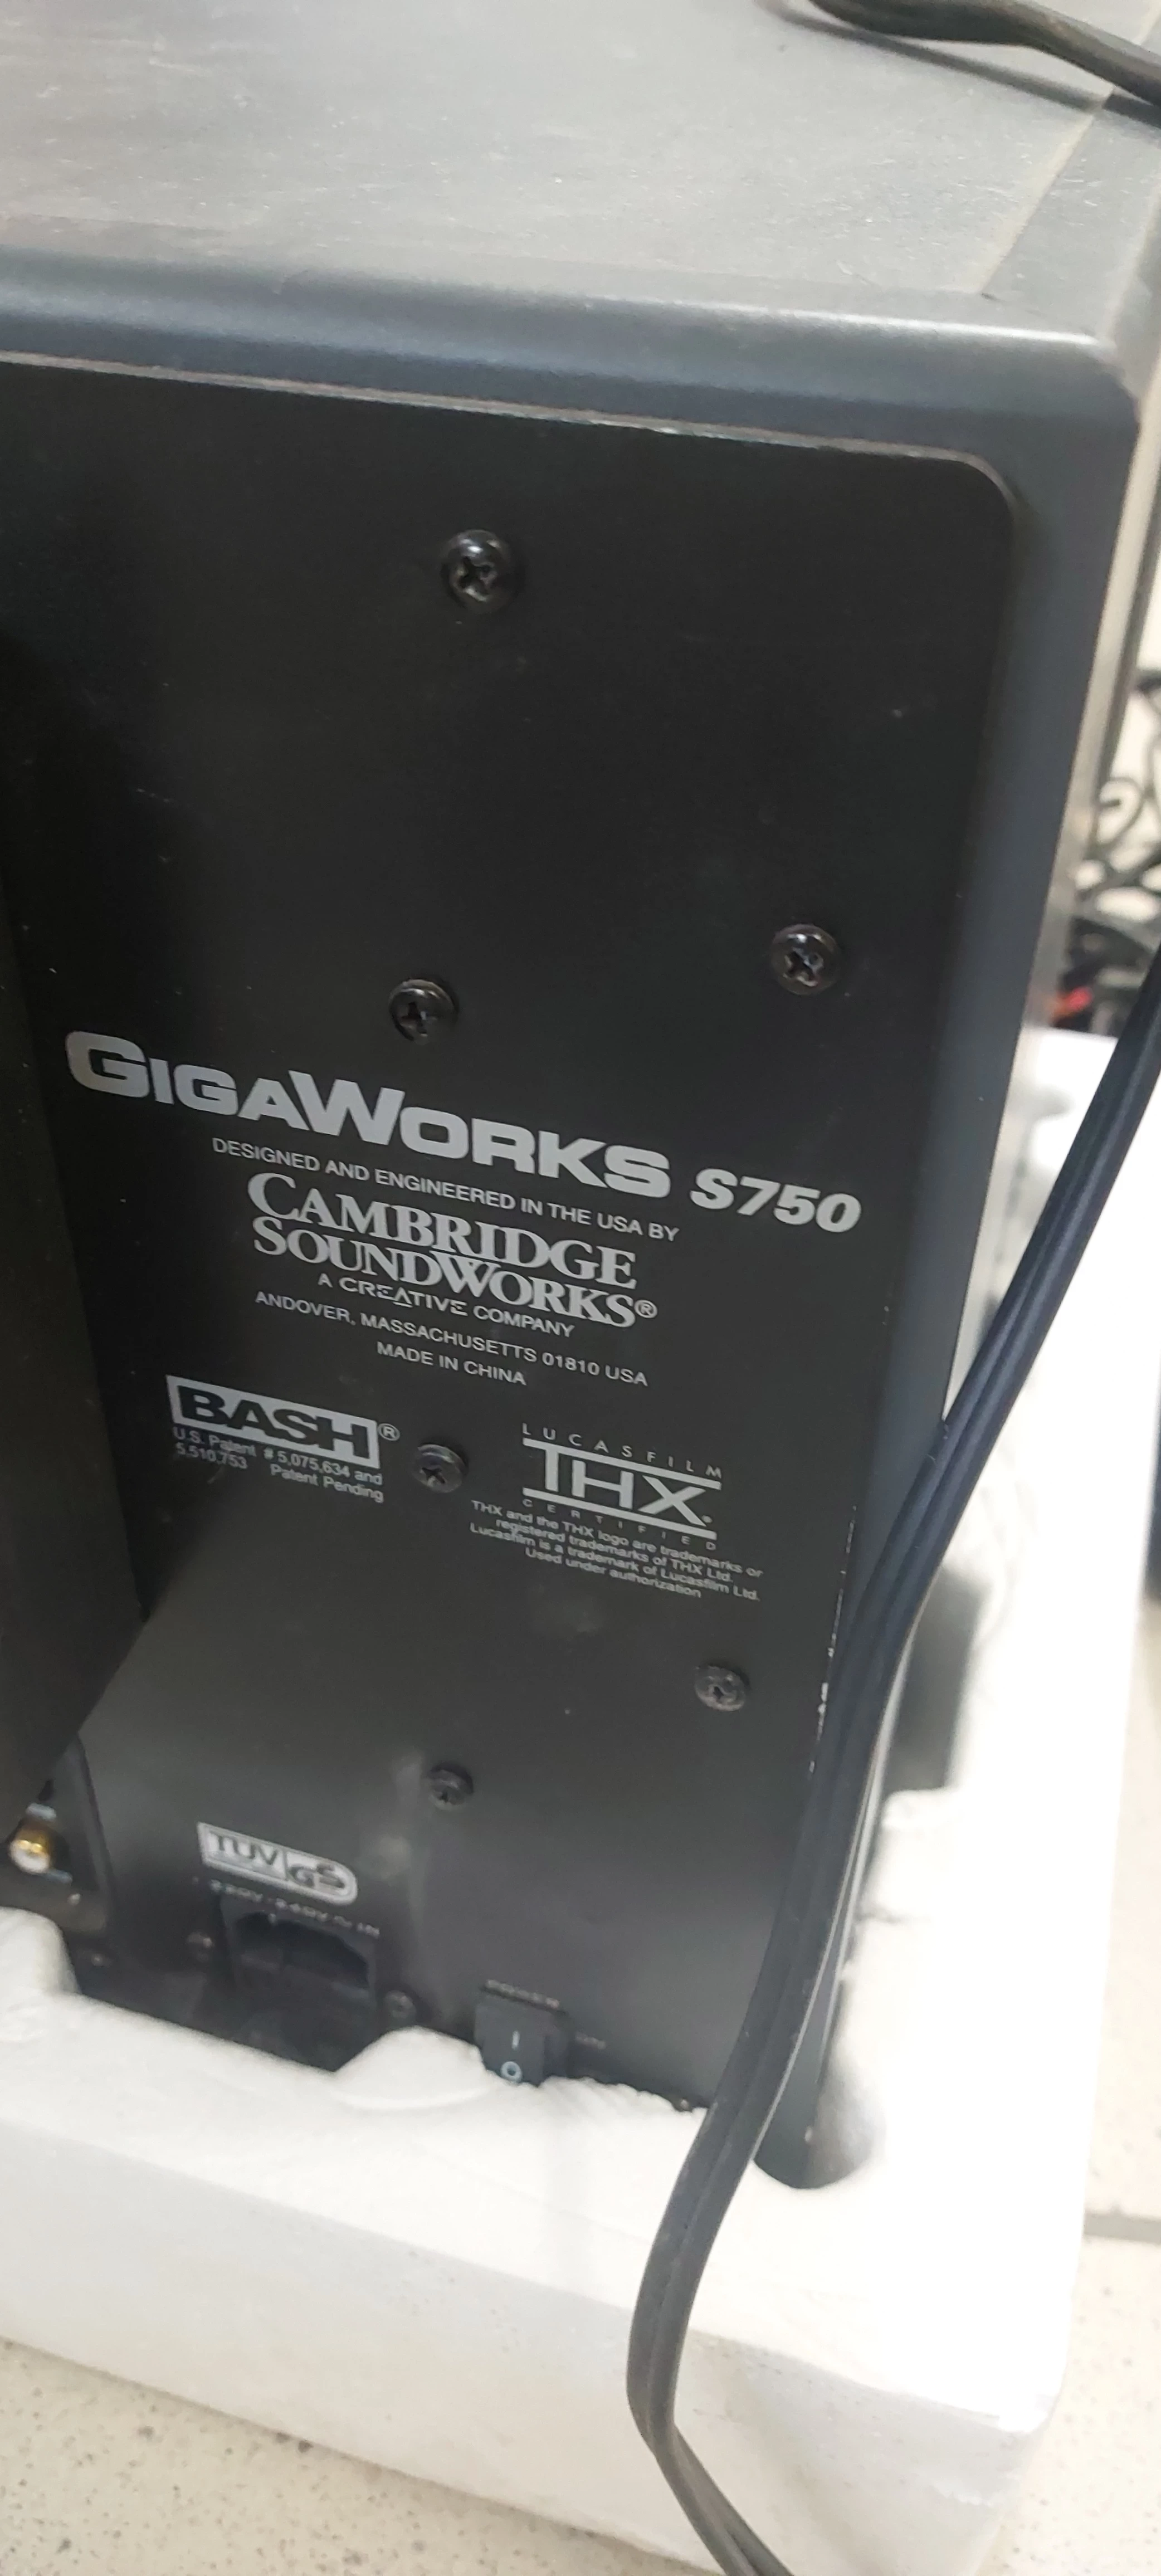 GIGAWORKS S750
DESIGNED AND ENGINEERED IN THE USA BY
CAMBRIDGE
SOUNDWORKS®
A CREATIVE COMPANY
ANDOVER, MASSACHUSETTS 01810 USA
MADE IN CHINA
BASH®
U.S. Patent # 5,075,634 and
5,510,753 Patent Pending
LUCASFILM
THX
CERTIFIED
THX and the THX logo are trademarks or
registered trademarks of THX Ltd.
Lucasfilm is a trademark of Lucasfilm Ltd.
Used under authorization
TUV GS
POWER
ON
I
O